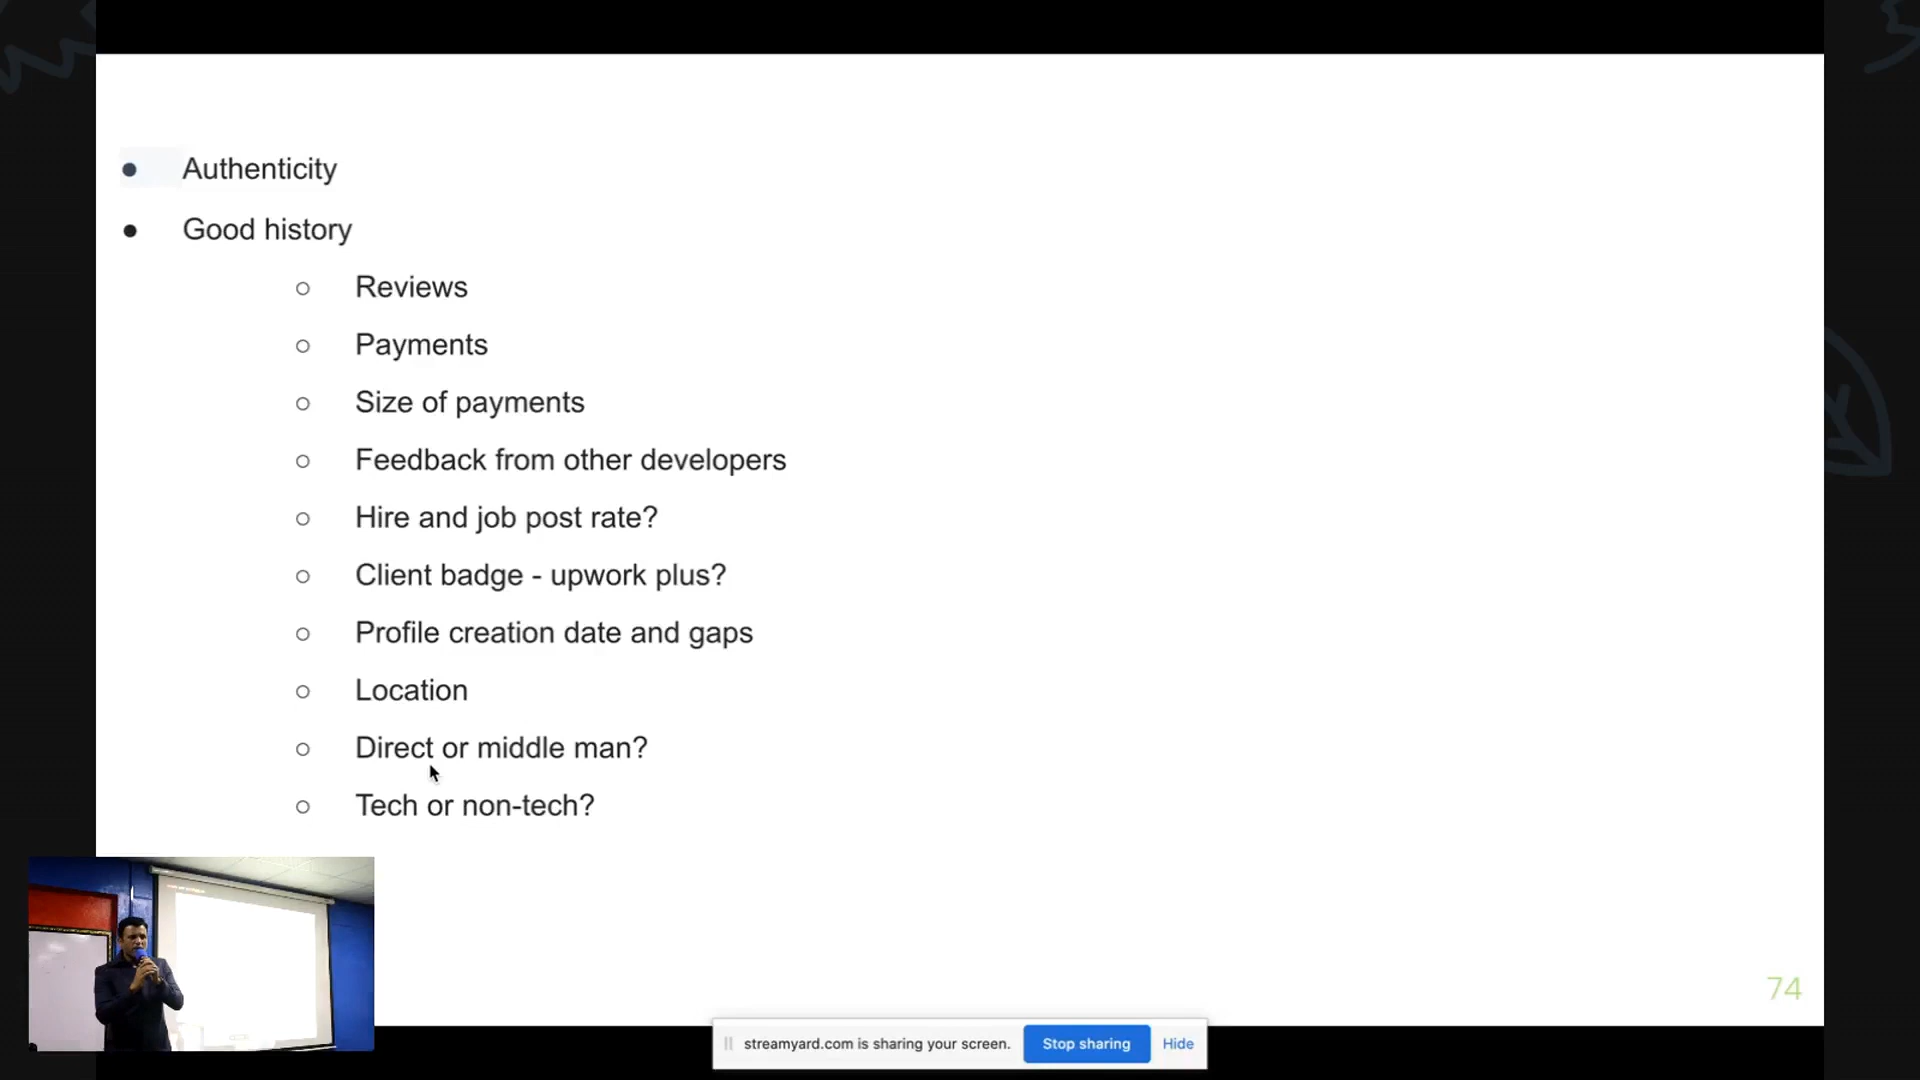 Authenticity
Good history
Reviews
Payments
Size of payments
Feedback from other developers
Hire and job post rate?
Client badge - upwork plus?
Profile creation date and gaps
Location
Direct or middle man?
Tech or non-tech?
74
streamyard.com is sharing your screen.
Stop sharing
Hide